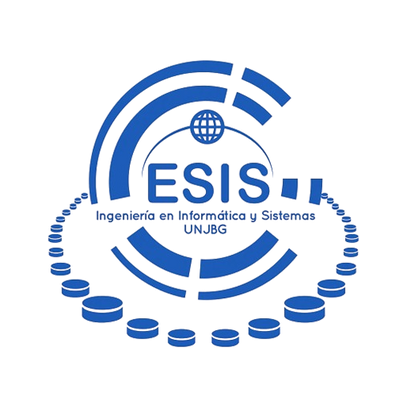 ESIS
Ingeniería en Informática y Sistemas
UNJBG